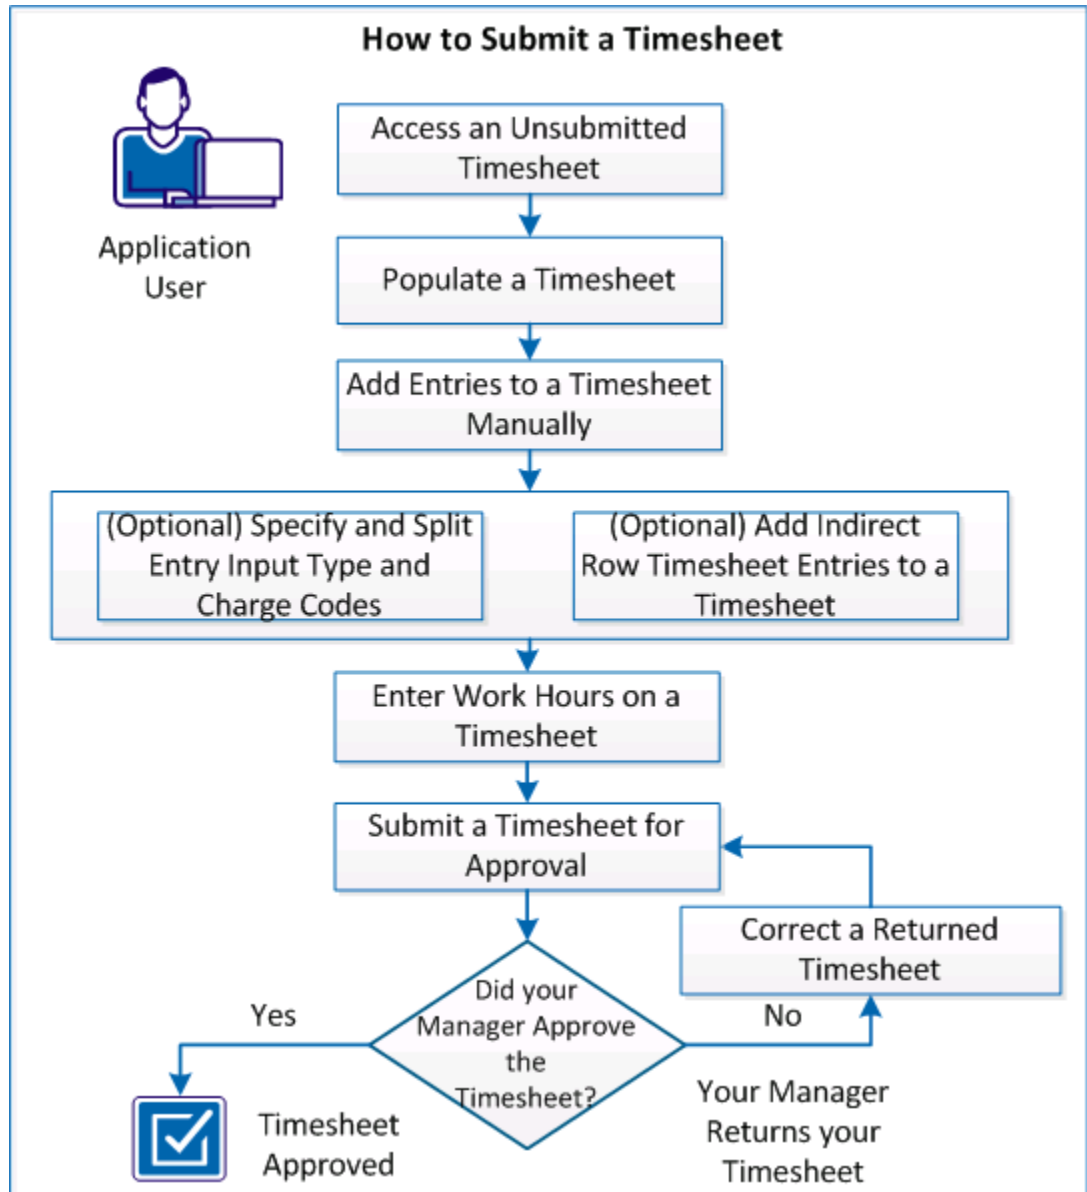 How to Submit a Timesheet
Application
User
Access an Unsubmitted
Timesheet
Populate a Timesheet
Add Entries to a Timesheet
Manually
(Optional) Specify and Split
Entry Input Type and
Charge Codes
(Optional) Add Indirect
Row Timesheet Entries to a
Timesheet
Enter Work Hours on a
Timesheet
Submit a Timesheet for
Approval
Correct a Returned
Timesheet
Did your
Manager Approve
the
Timesheet?
Yes
No
Timesheet
Approved
Your Manager
Returns your
Timesheet